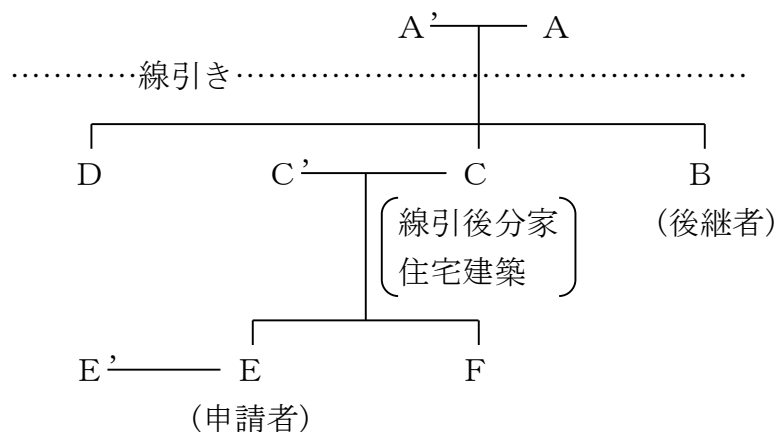 A’ A
…………線引き………………………………………
D C’ C B
線引後分家 (後継者)
住宅建築
E’ E F
(申請者)